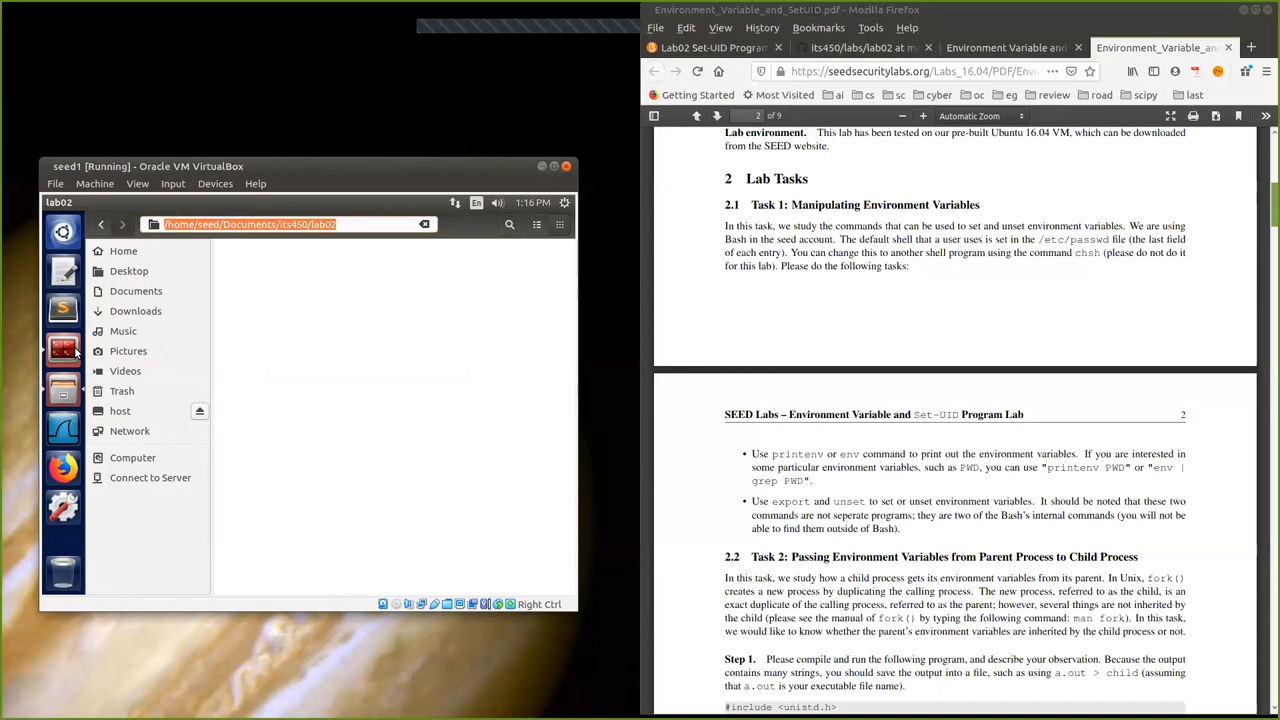 seed1 [Running] - Oracle VM VirtualBox
File Machine View Input Devices Help
lab02 En 1:16 PM
/home/seed/Documents/its450/lab02
Home
Desktop
Documents
Downloads
Music
Pictures
Videos
Trash
host
Network
Computer
Connect to Server
Right Ctrl
Environment_Variable_and_SetUID.pdf - Mozilla Firefox
File Edit View History Bookmarks Tools Help
Lab02 Set-UID Program its450/labs/lab02 at m Environment Variable and Environment_Variable_an
https://seedsecuritylabs.org/Labs_16.04/PDF/Envi
Getting Started Most Visited ai cs sc cyber oc eg review road scipy last
2 of 9 Automatic Zoom
Lab environment. This lab has been tested on our pre-built Ubuntu 16.04 VM, which can be downloaded
from the SEED website.
2 Lab Tasks
2.1 Task 1: Manipulating Environment Variables
In this task, we study the commands that can be used to set and unset environment variables. We are using
Bash in the seed account. The default shell that a user uses is set in the /etc/passwd file (the last field
of each entry). You can change this to another shell program using the command chsh (please do not do it
for this lab). Please do the following tasks:
SEED Labs – Environment Variable and Set-UID Program Lab 2
• Use printenv or env command to print out the environment variables. If you are interested in
some particular environment variables, such as PWD, you can use "printenv PWD" or "env |
grep PWD".
• Use export and unset to set or unset environment variables. It should be noted that these two
commands are not seperate programs; they are two of the Bash's internal commands (you will not be
able to find them outside of Bash).
2.2 Task 2: Passing Environment Variables from Parent Process to Child Process
In this task, we study how a child process gets its environment variables from its parent. In Unix, fork()
creates a new process by duplicating the calling process. The new process, referred to as the child, is an
exact duplicate of the calling process, referred to as the parent; however, several things are not inherited by
the child (please see the manual of fork() by typing the following command: man fork). In this task,
we would like to know whether the parent's environment variables are inherited by the child process or not.
Step 1. Please compile and run the following program, and describe your observation. Because the output
contains many strings, you should save the output into a file, such as using a.out > child (assuming
that a.out is your executable file name).
#include <unistd.h>